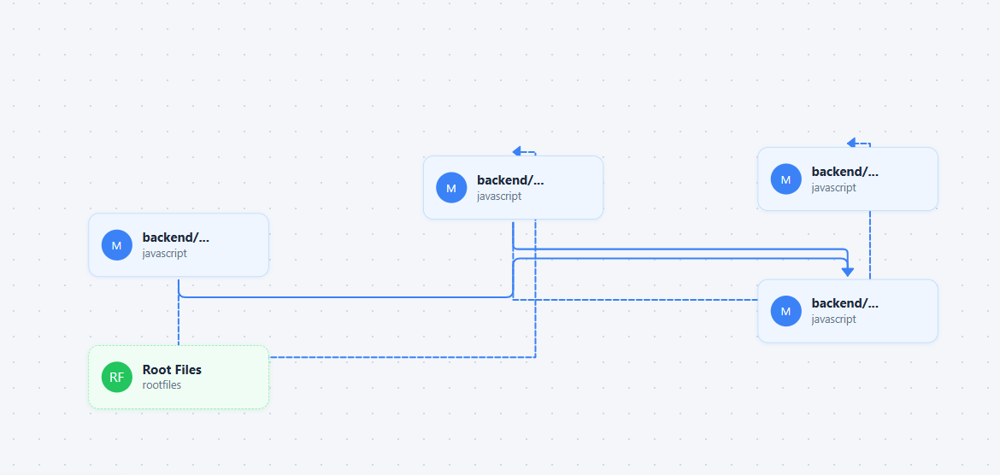 M
backend/...
javascript
M
backend/...
javascript
M
backend/...
javascript
M
backend/...
javascript
RF
Root Files
rootfiles